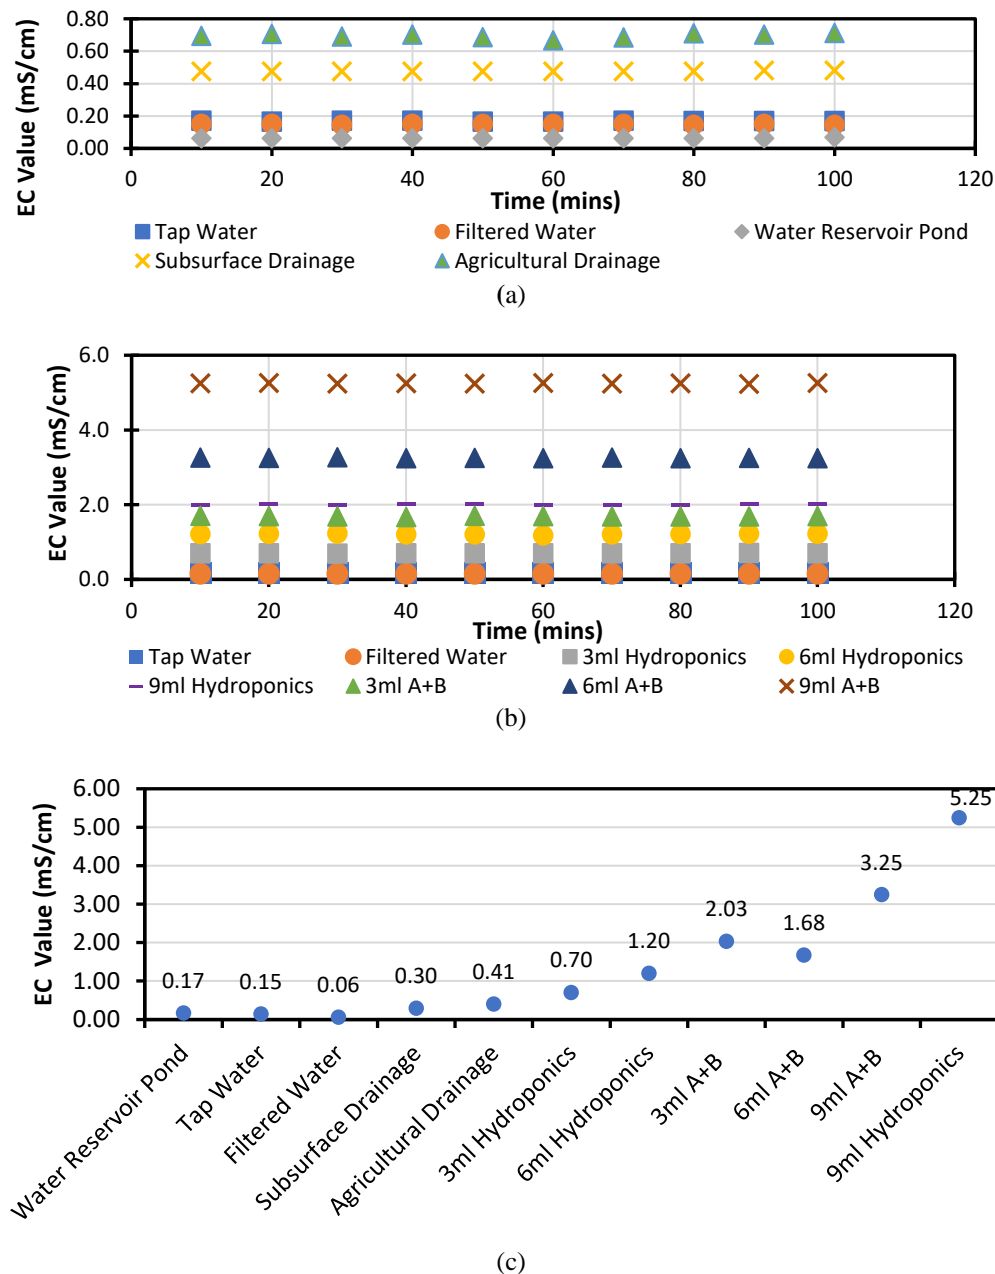 0.80
0.60
0.40
0.20
0.00
EC Value (mS/cm)
0 20 40 60 80 100 120
Time (mins)
Tap Water Filtered Water Water Reservoir Pond
Subsurface Drainage Agricultural Drainage
(a)
6.0
4.0
2.0
0.0
EC Value (mS/cm)
0 20 40 60 80 100 120
Time (mins)
Tap Water Filtered Water 3ml Hydroponics 6ml Hydroponics
9ml Hydroponics 3ml A+B 6ml A+B 9ml A+B
(b)
6.00
5.00
4.00
3.00
2.00
1.00
0.00
EC Value (mS/cm)
0.17 0.15 0.06 0.30 0.41 0.70 1.20 2.03 1.68 3.25 5.25
Water Reservoir Pond
Tap Water
Filtered Water
Subsurface Drainage
Agricultural Drainage
3ml Hydroponics
6ml Hydroponics
3ml A+B
6ml A+B
9ml A+B
9ml Hydroponics
(c)